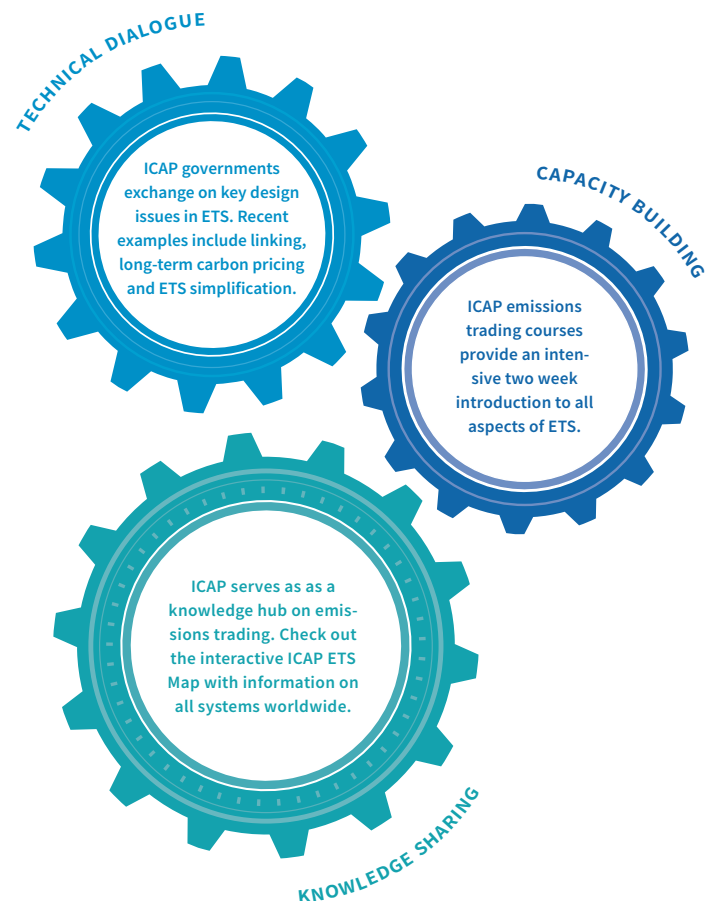 TECHNICAL DIALOGUE
ICAP governments
exchange on key design
issues in ETS. Recent
examples include linking,
long-term carbon pricing
and ETS simplification.
CAPACITY BUILDING
ICAP emissions
trading courses
provide an inten-
sive two week
introduction to all
aspects of ETS.
ICAP serves as as a
knowledge hub on emis-
sions trading. Check out
the interactive ICAP ETS
Map with information on
all systems worldwide.
KNOWLEDGE SHARING